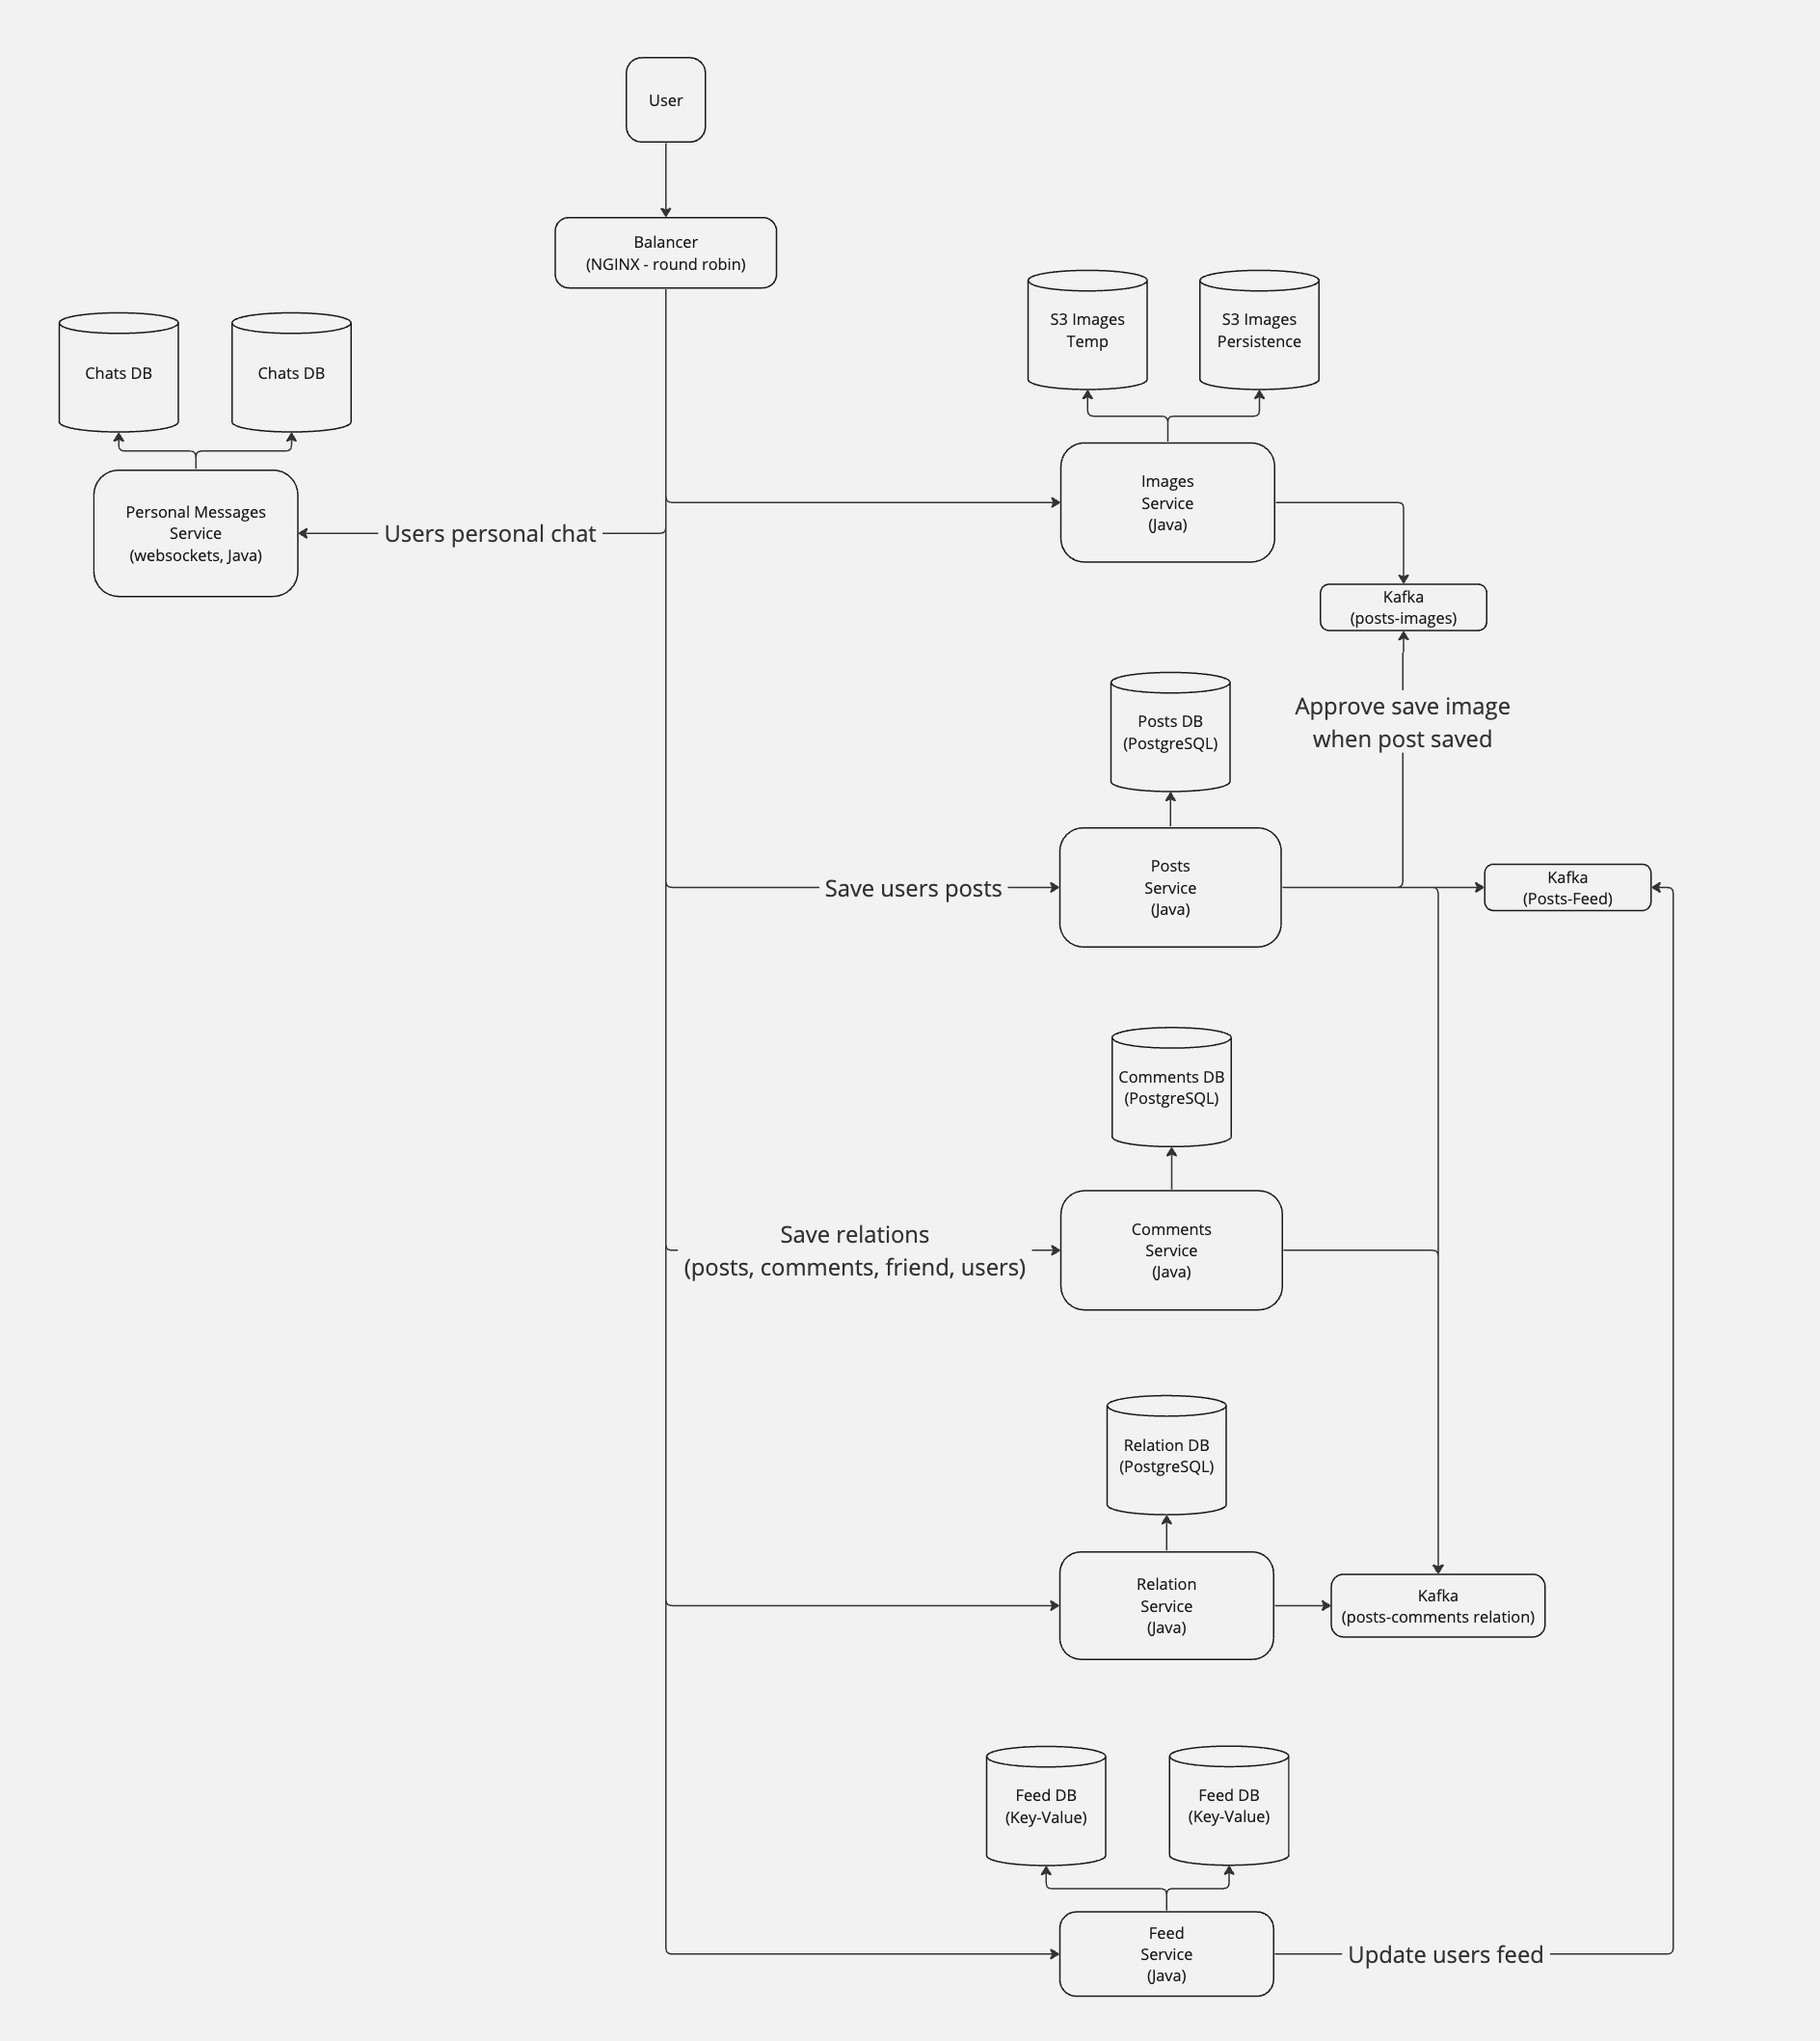 User
Balancer
(NGINX - round robin)
Chats DB
Chats DB
S3 Images
Temp
S3 Images
Persistence
Personal Messages
Service
(websockets, Java)
Users personal chat
Images
Service
(Java)
Kafka
(posts-images)
Approve save image
when post saved
Posts DB
(PostgreSQL)
Save users posts
Posts
Service
(Java)
Kafka
(Posts-Feed)
Comments DB
(PostgreSQL)
Save relations
(posts, comments, friend, users)
Comments
Service
(Java)
Relation DB
(PostgreSQL)
Relation
Service
(Java)
Kafka
(posts-comments relation)
Feed DB
(Key-Value)
Feed DB
(Key-Value)
Feed
Service
(Java)
Update users feed